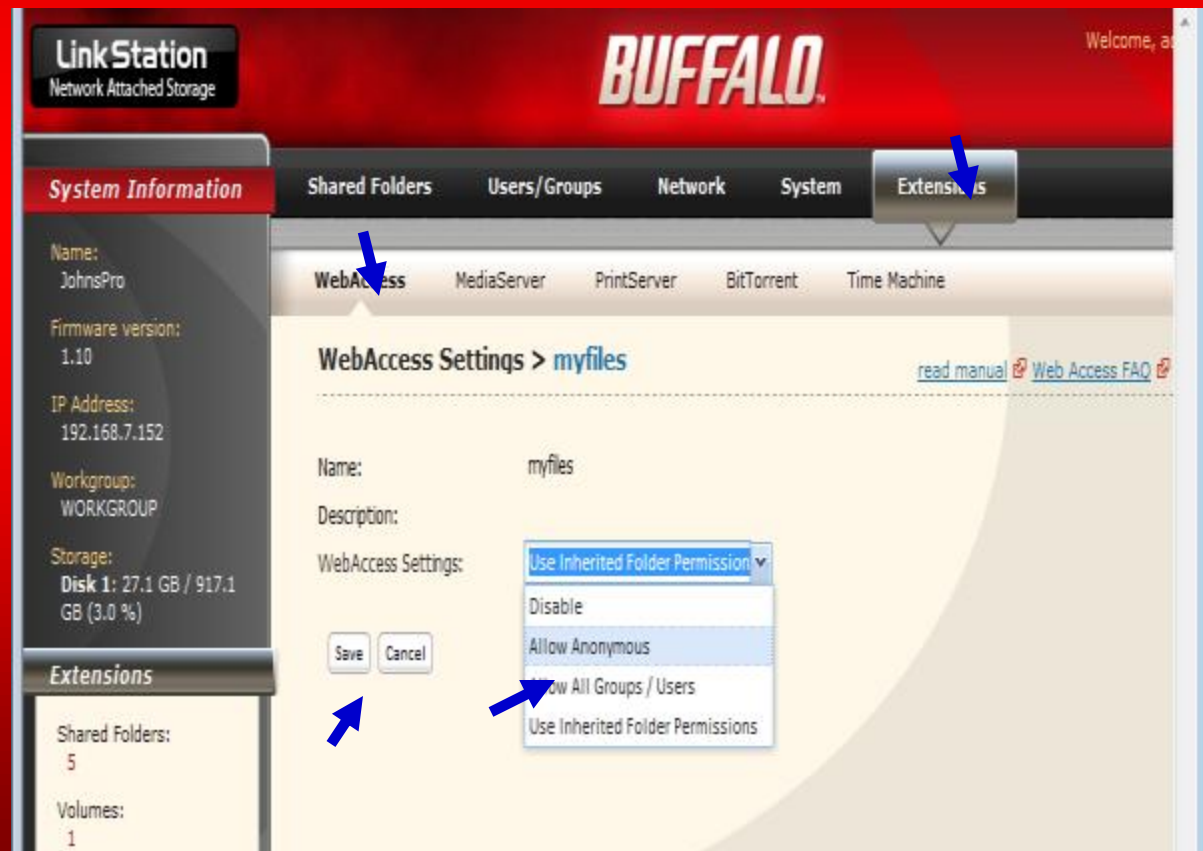 LinkStation
Network Attached Storage
BUFFALO
Welcome,
System Information
Shared Folders Users/Groups Network System Extensions
Name:
JohnsPro
WebAccess MediaServer PrintServer BitTorrent Time Machine
Firmware version:
1.10
WebAccess Settings > myfiles
read manual Web Access FAQ
IP Address:
192.168.7.152
Name: myfiles
Workgroup:
WORKGROUP
Description:
Storage:
WebAccess Settings: Use Inherited Folder Permission
Disk 1: 27.1 GB / 917.1
GB (3.0 %)
Disable
Allow Anonymous
Allow All Groups / Users
Use Inherited Folder Permissions
Save Cancel
Extensions
Shared Folders:
5
Volumes:
1